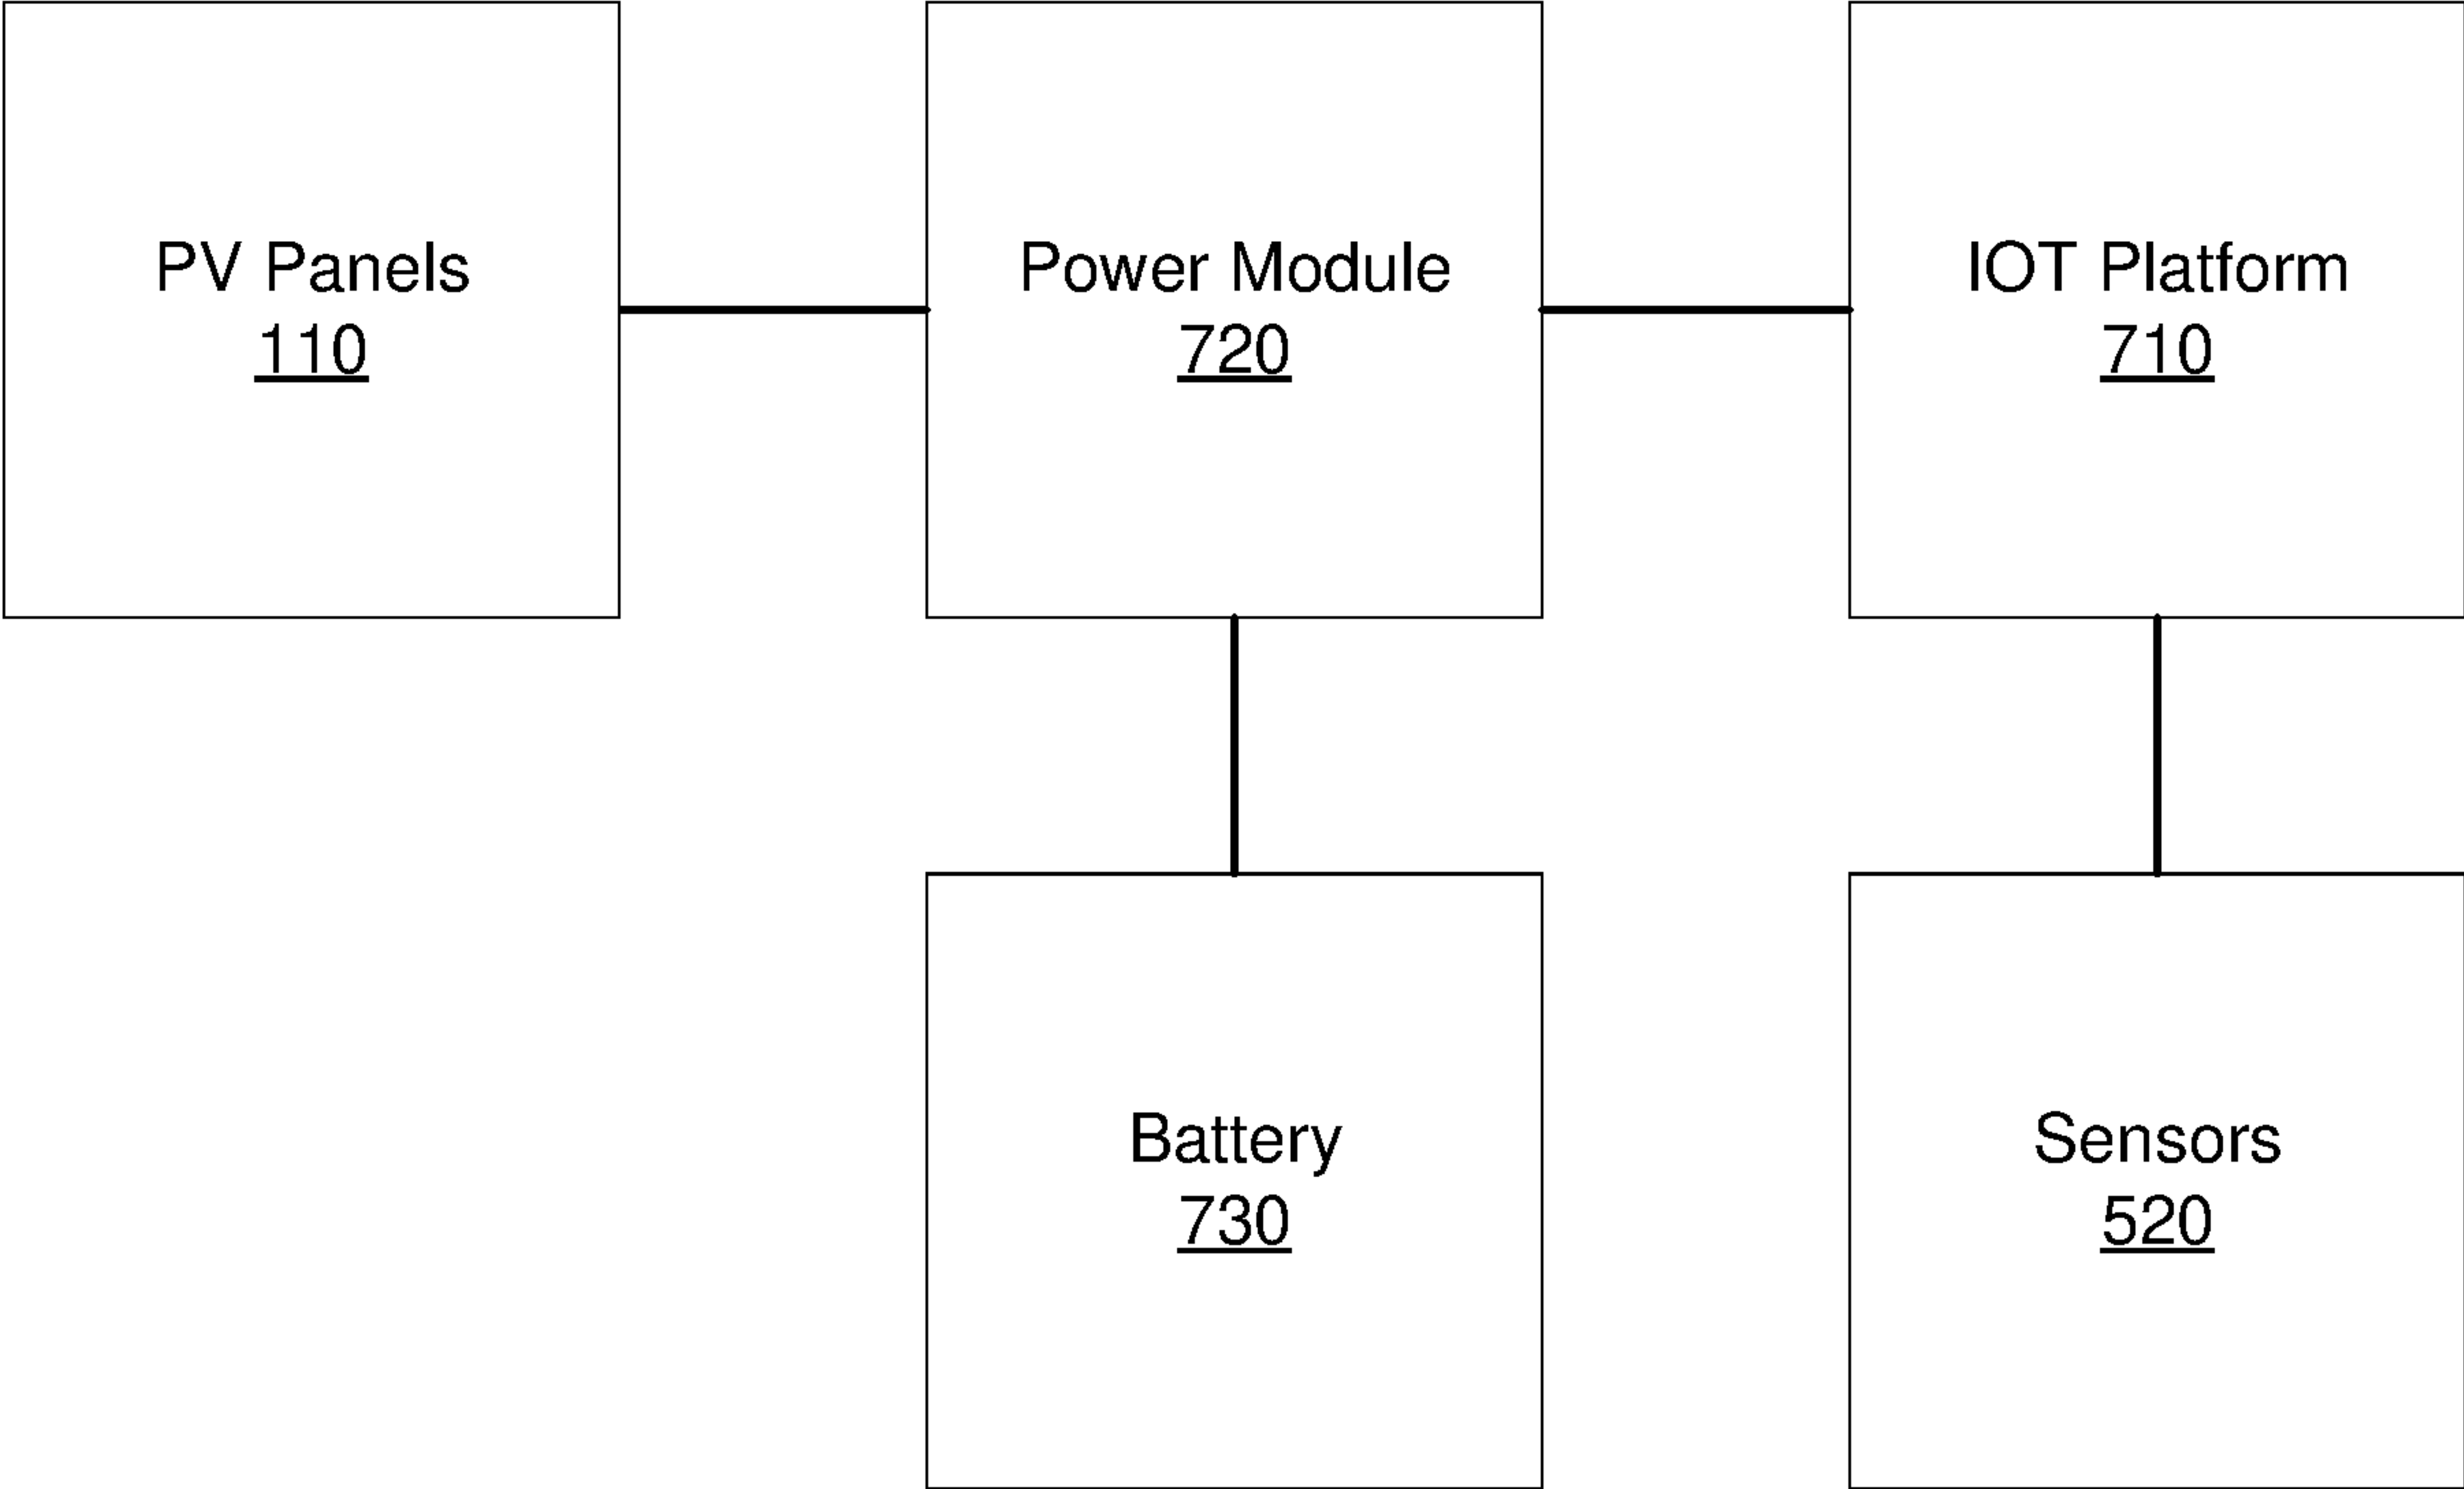 PV Panels
110
Power Module
720
IOT Platform
710
Battery
730
Sensors
520